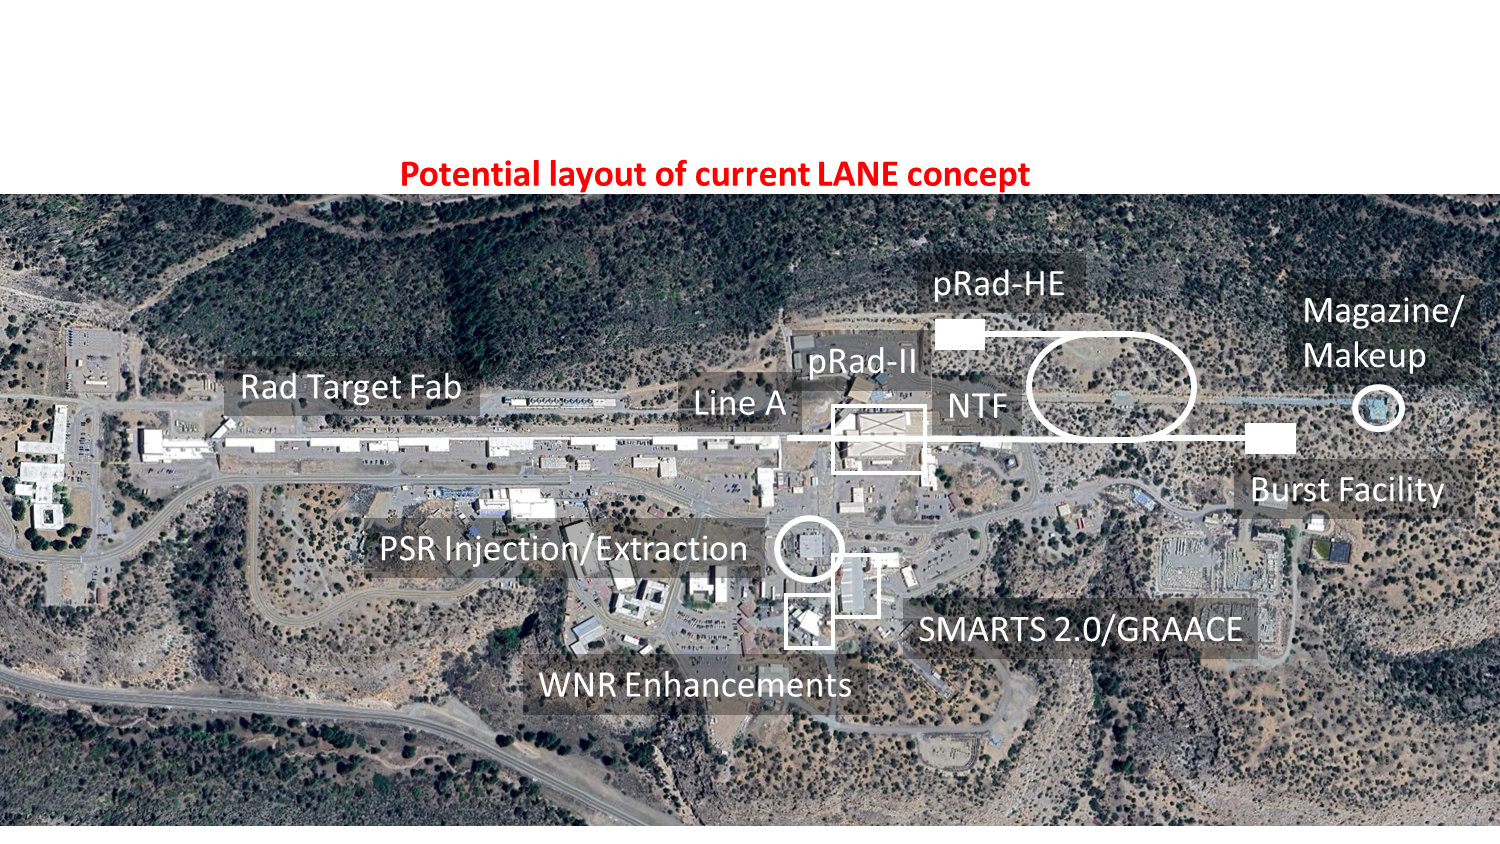 Potential layout of current LANE concept
pRad-HE
Magazine/
Makeup
pRad-II
Rad Target Fab
Line A
NTF
Burst Facility
PSR Injection/Extraction
SMARTS 2.0/GRAACE
WNR Enhancements